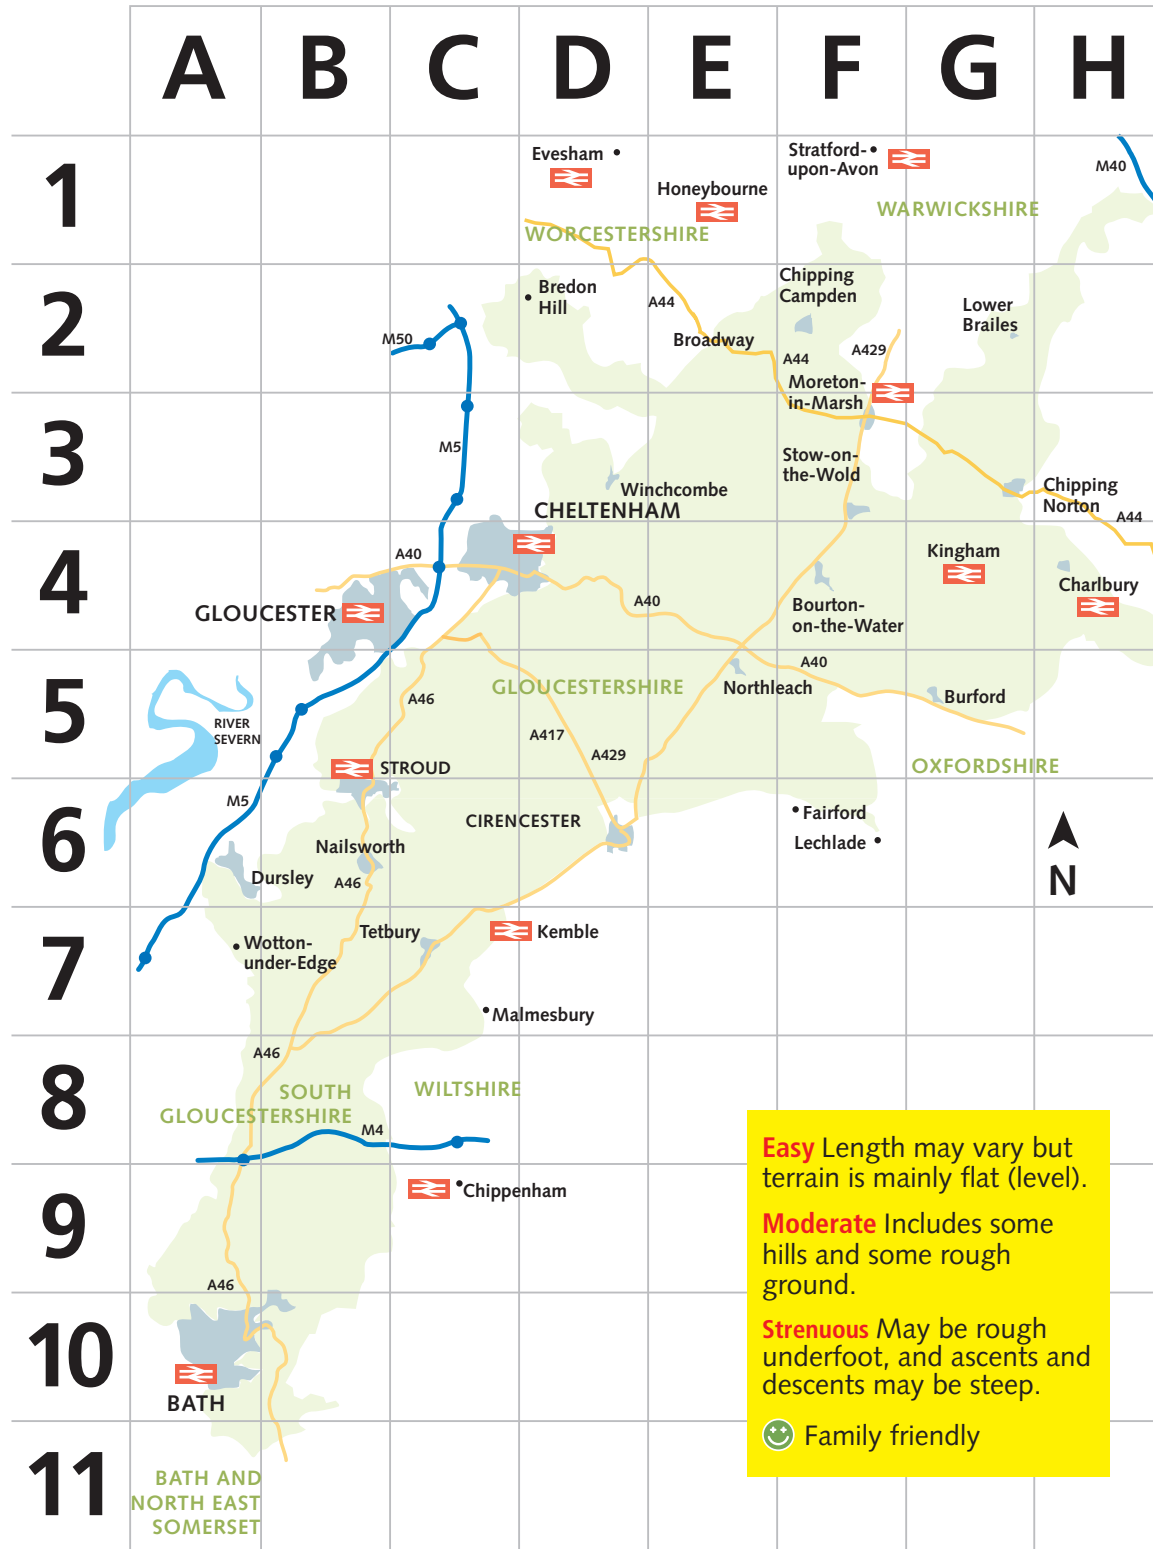 A B C D E F G H
1
Evesham
Stratford-
upon-Avon
M40
Honeybourne
WARWICKSHIRE
WORCESTERSHIRE
2
Bredon
Hill
Chipping
Campden
A44
Lower
Brailes
M50
Broadway
A44
A429
Moreton-
in-Marsh
3
M5
Stow-on-
the-Wold
Winchcombe
CHELTENHAM
Chipping
Norton
A44
4
A40
Kingham
Charlbury
GLOUCESTER
A40
Bourton-
on-the-Water
5
GLOUCESTERSHIRE
A40
Northleach
Burford
A46
RIVER
SEVERN
A417
A429
STROUD
OXFORDSHIRE
6
M5
CIRENCESTER
Fairford
Lechlade
Nailsworth
Dursley
A46
N
7
Tetbury
Kemble
Wotton-
under-Edge
Malmesbury
8
A46
SOUTH
GLOUCESTERSHIRE
WILTSHIRE
M4
9
Chippenham
A46
10
BATH
11
BATH AND
NORTH EAST
SOMERSET
Easy Length may vary but
terrain is mainly flat (level).
Moderate Includes some
hills and some rough
ground.
Strenuous May be rough
underfoot, and ascents and
descents may be steep.
Family friendly